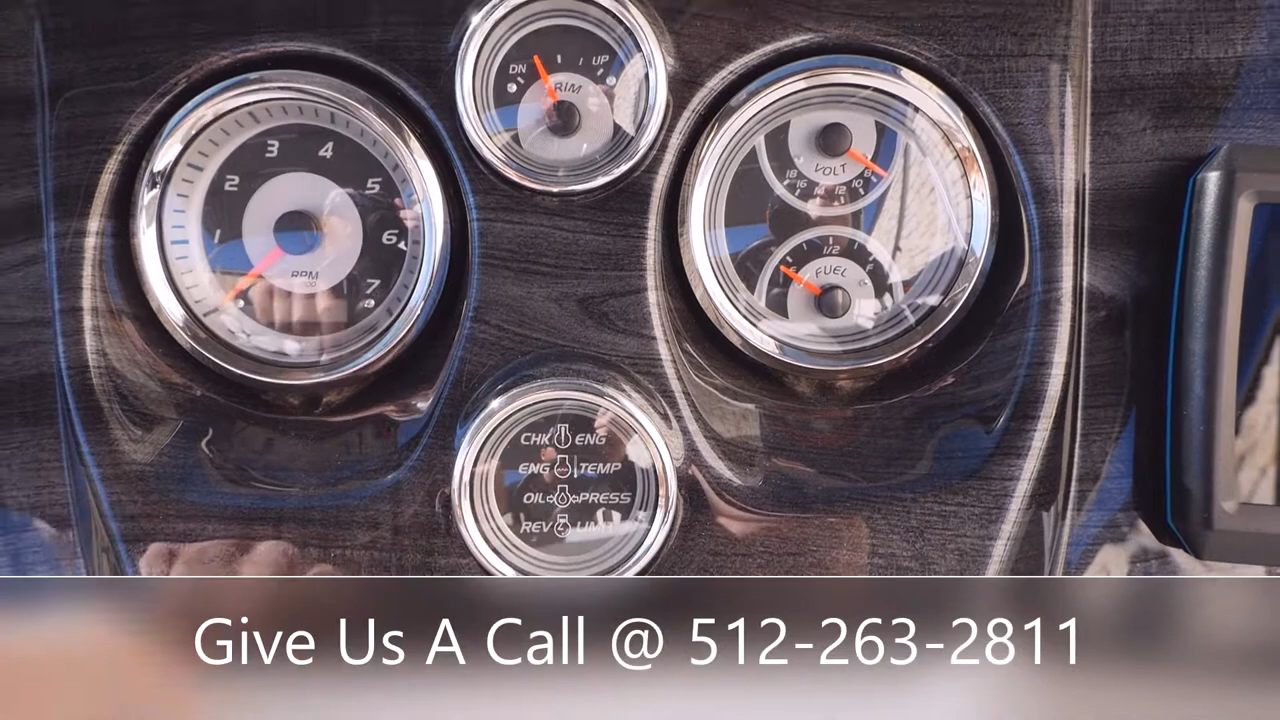 DN UP
TRIM
1 2 3 4 5 6 7
RPM
VOLT
18 16 14 12 10 8
1/2
E FUEL F
CHK ENG
ENG TEMP
OIL PRESS
REV LIMIT
Give Us A Call @ 512-263-2811